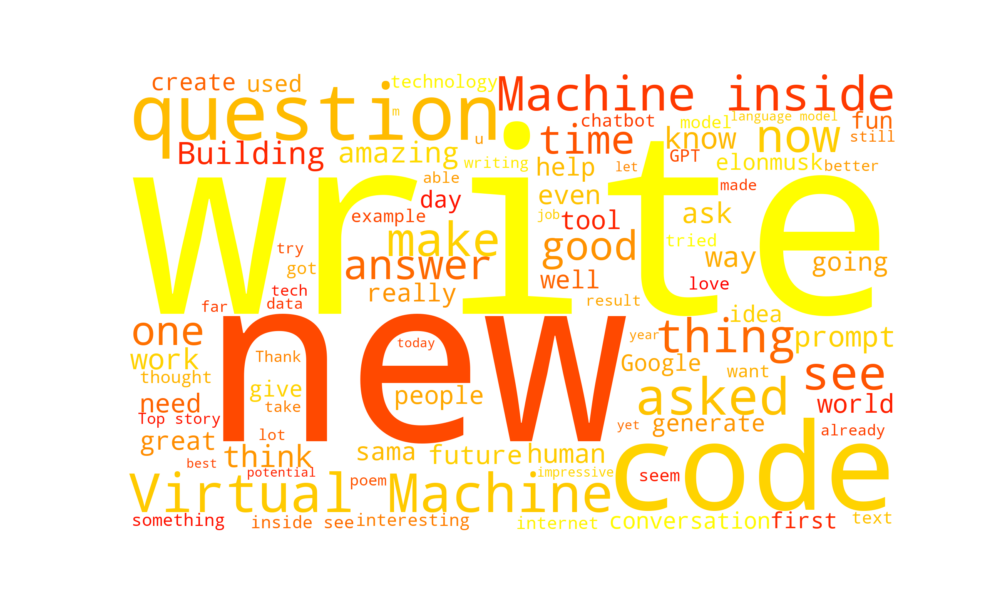 create used technology Machine inside
question m u chatbot model language model fun
Building amazing writing time know now still
write
able help let GPT elonmusk better
day even job made
example tool ask
make good tried way
try answer well going
got tech love
data really result
far idea
new
one today year thing prompt
work Thank Google see
thought give people want
need take asked world
Top story yet generate already
great lot
think sama future human code
best potential impressive seem
Virtual Machine poem
something inside see interesting internet conversation first text